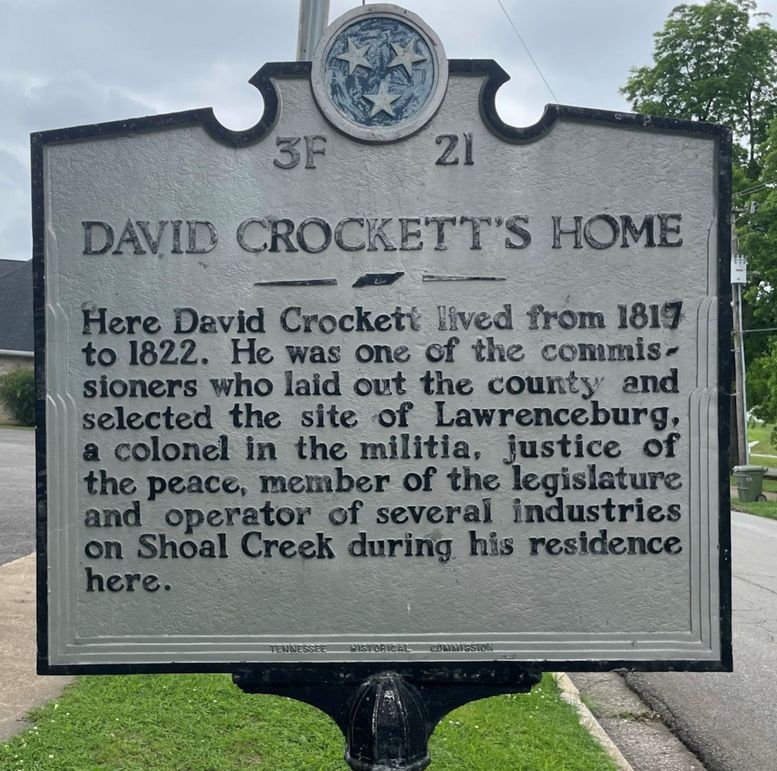 3F 21
DAVID CROCKETT'S HOME
Here David Crockett lived from 1817
to 1822. He was one of the commis-
sioners who laid out the county and
selected the site of Lawrenceburg,
a colonel in the militia, justice of
the peace, member of the legislature
and operator of several industries
on Shoal Creek during his residence
here.
TENNESSEE HISTORICAL COMMISSION